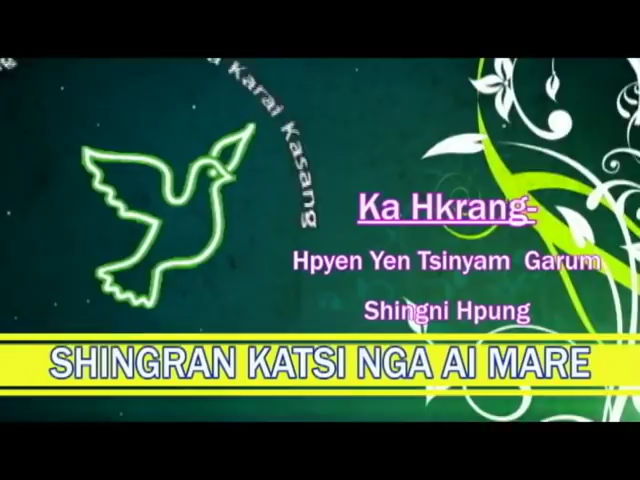 Karai Kasang
Ka Hkrang-
Hpyen Yen Tsinyam Garum
Shingni Hpung
SHINGRAN KATSI NGA AI MARE